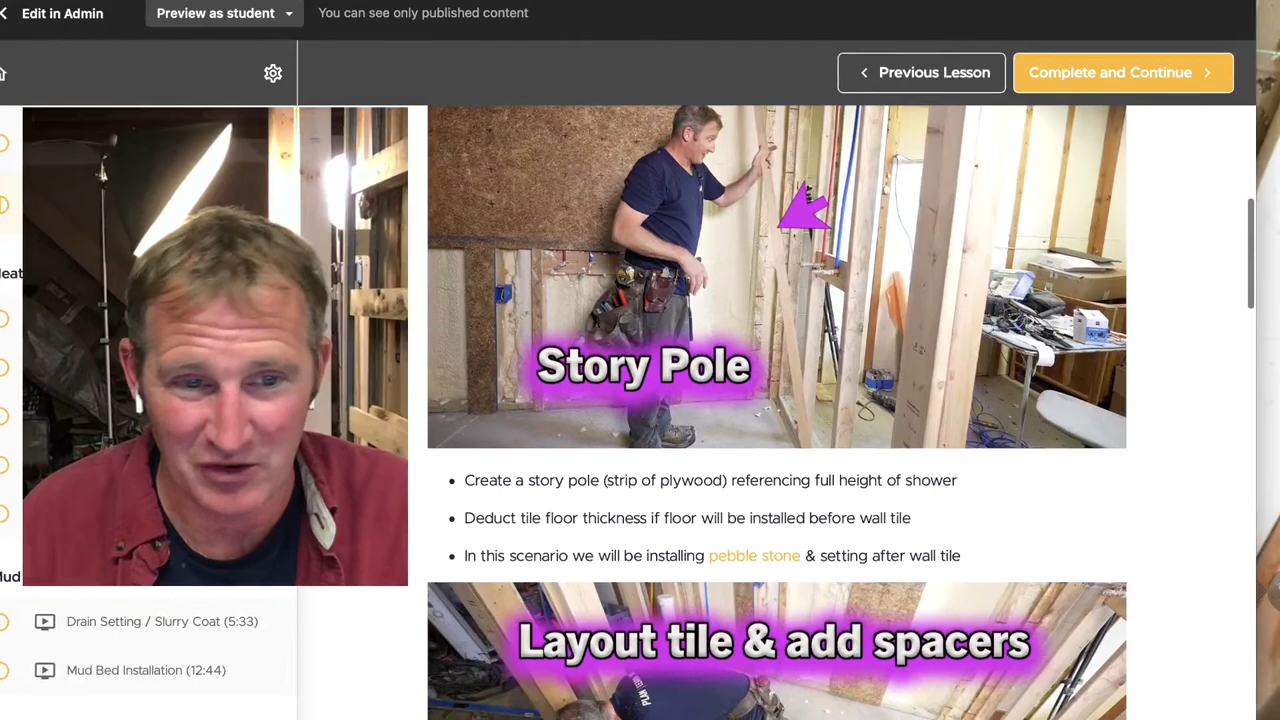 Edit in Admin
Preview as student
You can see only published content
Previous Lesson
Complete and Continue
Story Pole
Create a story pole (strip of plywood) referencing full height of shower
Deduct tile floor thickness if floor will be installed before wall tile
In this scenario we will be installing pebble stone & setting after wall tile
Mud
Drain Setting / Slurry Coat (5:33)
Mud Bed Installation (12:44)
Layout tile & add spacers
PLAN